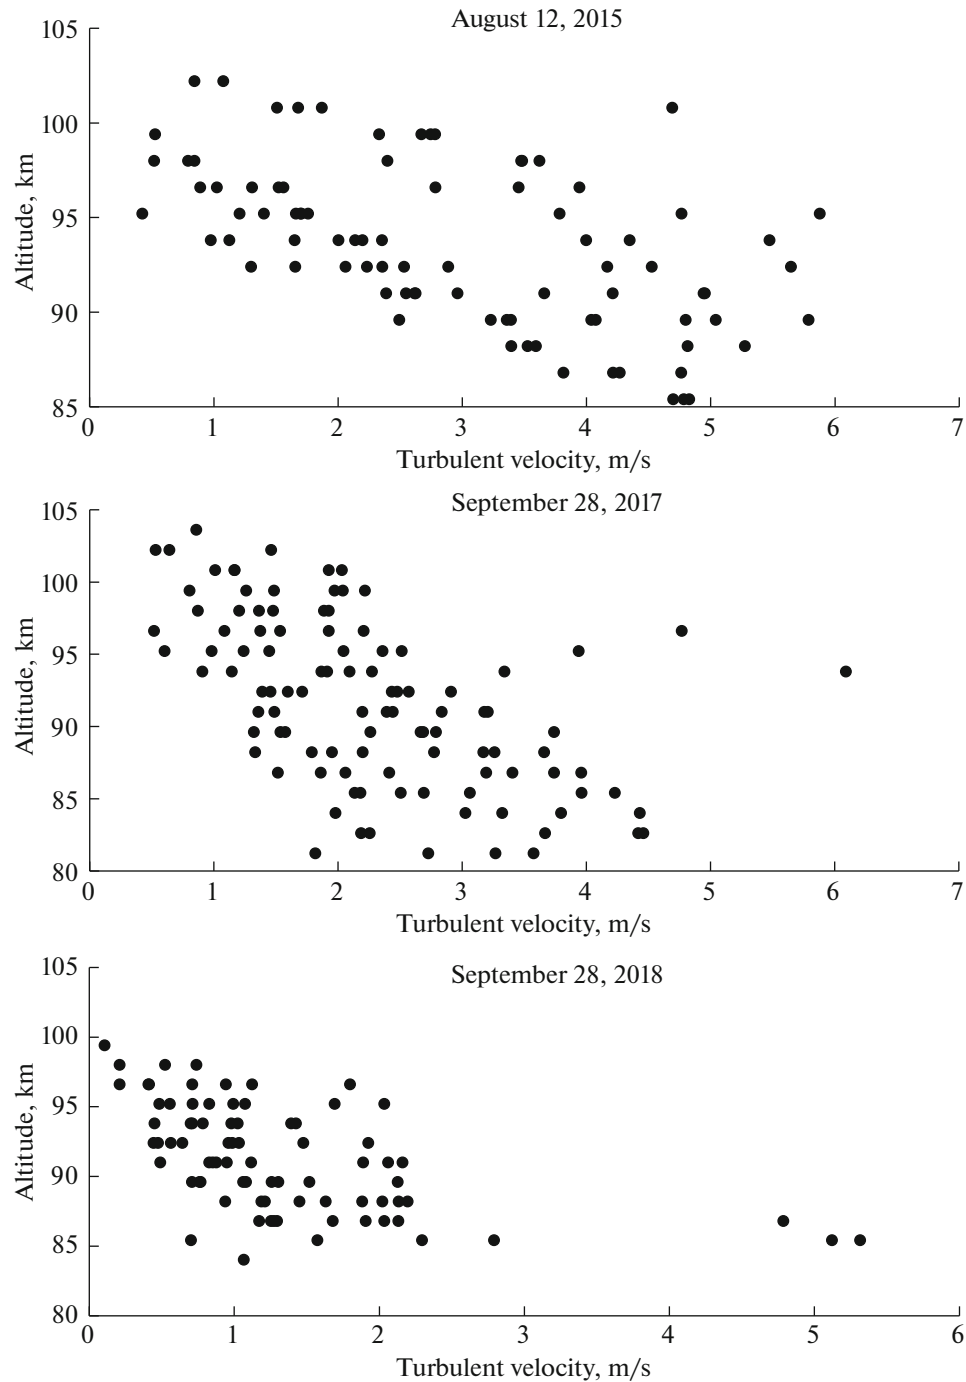 August 12, 2015
105
100
95
90
85
Altitude, km
0 1 2 3 4 5 6 7
Turbulent velocity, m/s
September 28, 2017
105
100
95
90
85
80
Altitude, km
0 1 2 3 4 5 6 7
Turbulent velocity, m/s
September 28, 2018
105
100
95
90
85
80
Altitude, km
0 1 2 3 4 5 6
Turbulent velocity, m/s